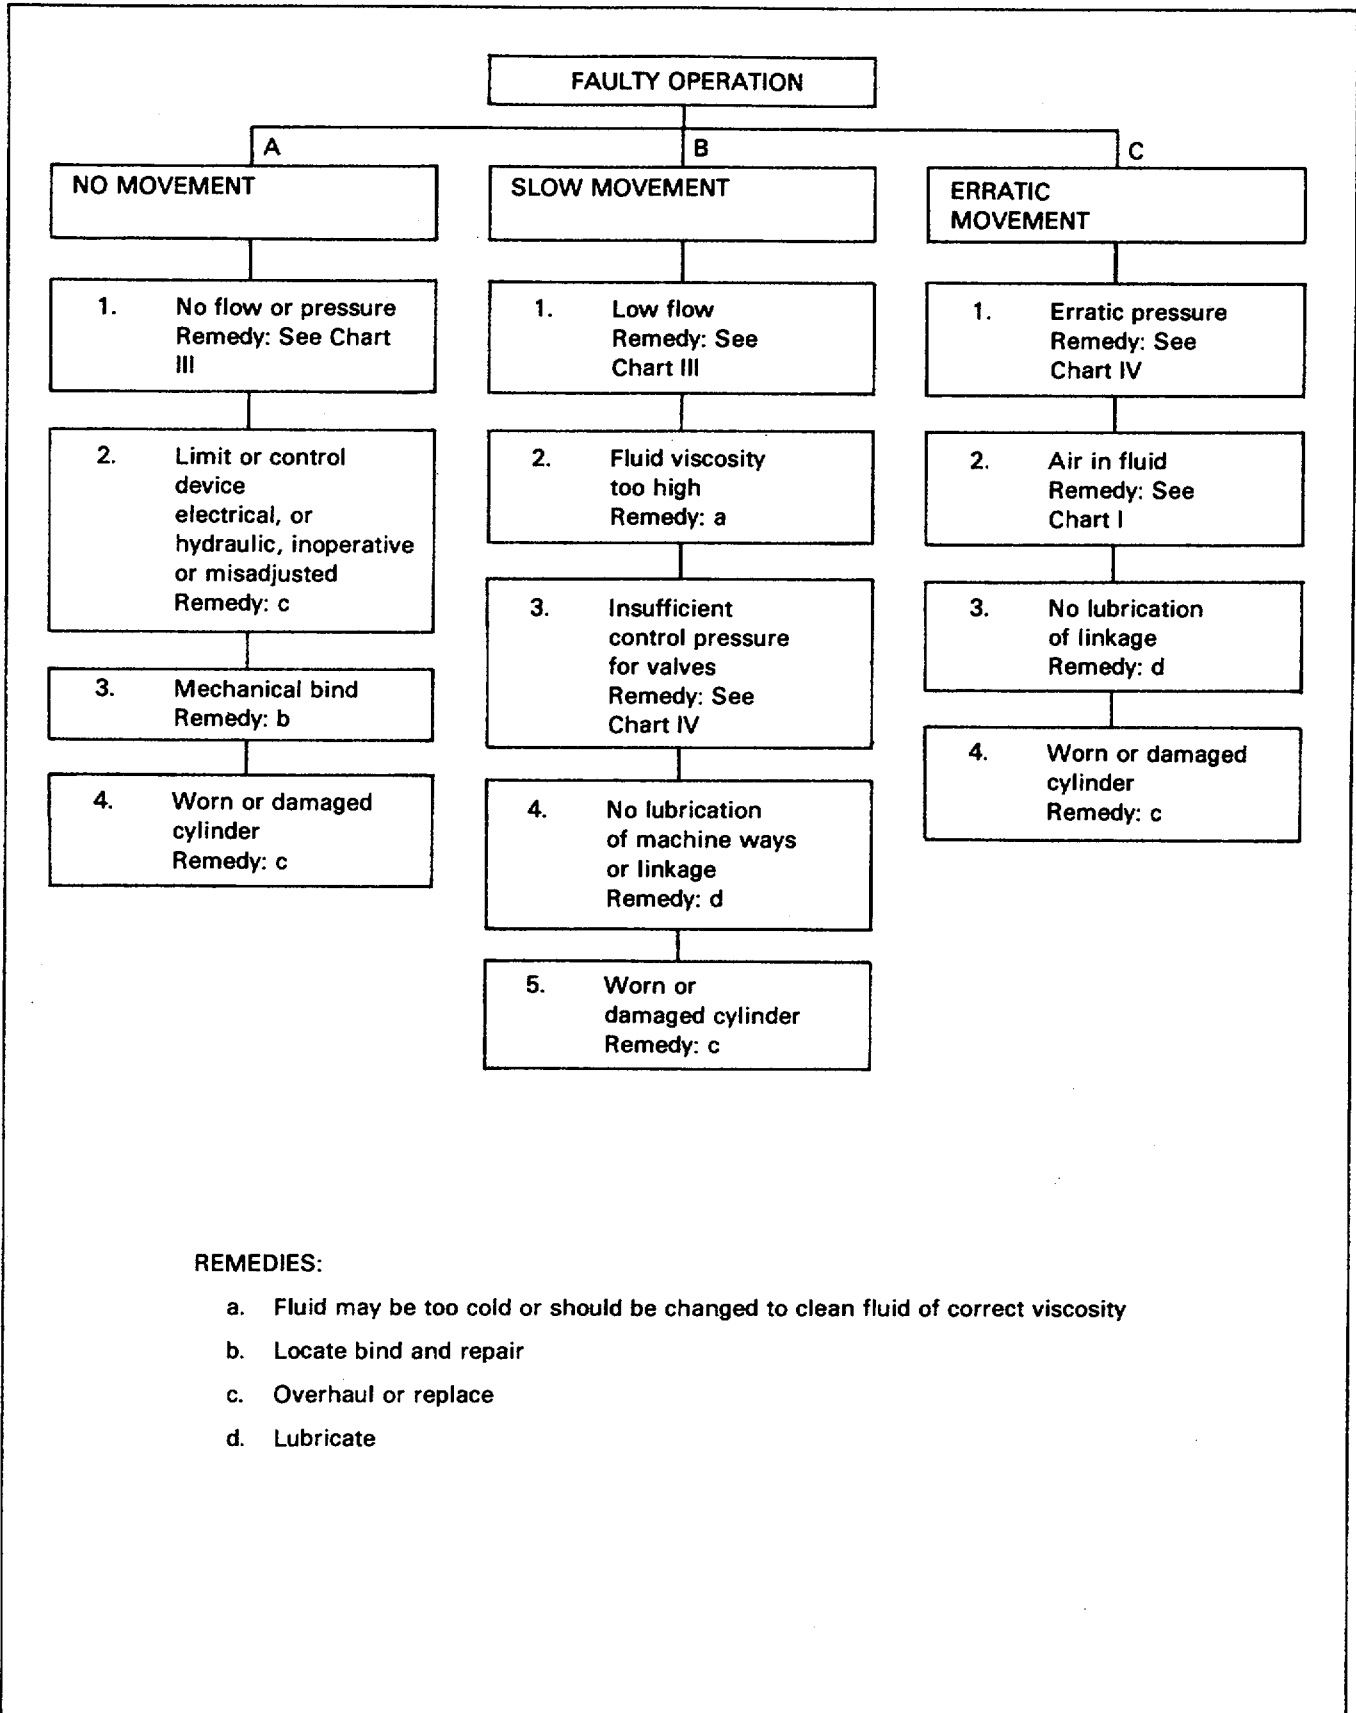 FAULTY OPERATION
A
NO MOVEMENT
1. No flow or pressure
Remedy: See Chart
III
2. Limit or control
device
electrical, or
hydraulic, inoperative
or misadjusted
Remedy: c
3. Mechanical bind
Remedy: b
4. Worn or damaged
cylinder
Remedy: c
B
SLOW MOVEMENT
1. Low flow
Remedy: See
Chart III
2. Fluid viscosity
too high
Remedy: a
3. Insufficient
control pressure
for valves
Remedy: See
Chart IV
4. No lubrication
of machine ways
or linkage
Remedy: d
5. Worn or
damaged cylinder
Remedy: c
C
ERRATIC
MOVEMENT
1. Erratic pressure
Remedy: See
Chart IV
2. Air in fluid
Remedy: See
Chart I
3. No lubrication
of linkage
Remedy: d
4. Worn or damaged
cylinder
Remedy: c
REMEDIES:
a. Fluid may be too cold or should be changed to clean fluid of correct viscosity
b. Locate bind and repair
c. Overhaul or replace
d. Lubricate